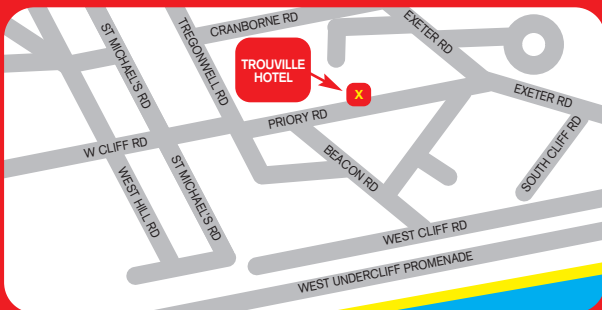 CRANBORNE RD
EXETER RD
ST MICHAEL'S RD
TREGONWELL RD
TROUVILLE
HOTEL
X
EXETER RD
PRIORY RD
W CLIFF RD
SOUTH CLIFF RD
BEACON RD
ST MICHAEL'S RD
WEST HILL RD
WEST CLIFF RD
WEST UNDERCLIFF PROMENADE